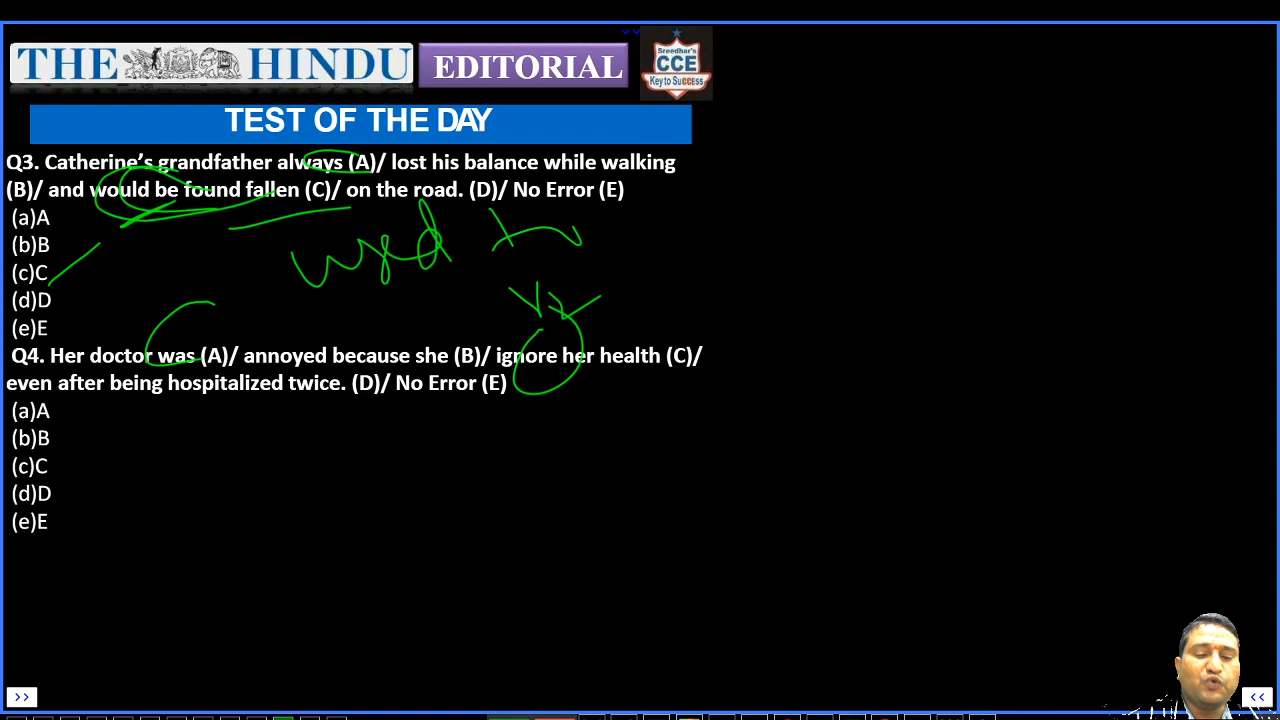 THE HINDU EDITORIAL Sreedhar's
CCE
Key to Success
TEST OF THE DAY
Q3. Catherine's grandfather always (A)/ lost his balance while walking
(B)/ and would be found fallen (C)/ on the road. (D)/ No Error (E)
(a)A
(b)B
(c)C
(d)D
(e)E
used to
Q4. Her doctor was (A)/ annoyed because she (B)/ ignore her health (C)/
even after being hospitalized twice. (D)/ No Error (E)
(a)A
(b)B
(c)C
(d)D
(e)E
>> <<